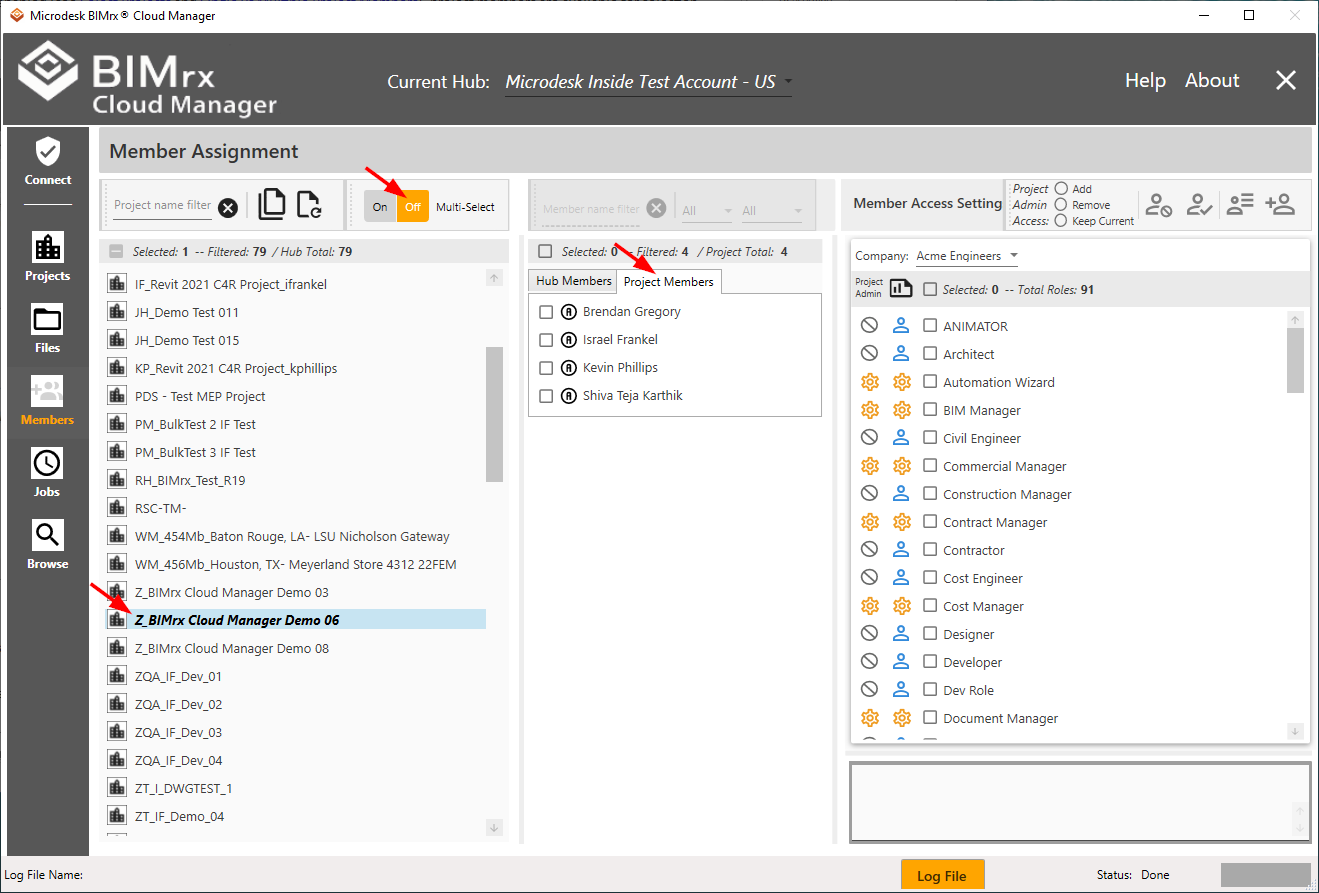 Microdesk BIMrx® Cloud Manager
BIMrx
Cloud Manager
Current Hub: Microdesk Inside Test Account - US
Help About
Connect
Projects
Files
Members
Jobs
Browse
Member Assignment
Project name filter
On Off Multi-Select
Member name filter All All
Member Access Setting
Project Admin Access:
Add
Remove
Keep Current
Selected: 1 -- Filtered: 79 / Hub Total: 79
IF_Revit 2021 C4R Project_ifrankel
JH_Demo Test 011
JH_Demo Test 015
KP_Revit 2021 C4R Project_kphillips
PDS - Test MEP Project
PM_BulkTest 2 IF Test
PM_BulkTest 3 IF Test
RH_BIMrx_Test_R19
RSC-TM-
WM_454Mb_Baton Rouge, LA- LSU Nicholson Gateway
WM_456Mb_Houston, TX- Meyerland Store 4312 22FEM
Z_BIMrx Cloud Manager Demo 03
Z_BIMrx Cloud Manager Demo 06
Z_BIMrx Cloud Manager Demo 08
ZQA_IF_Dev_01
ZQA_IF_Dev_02
ZQA_IF_Dev_03
ZQA_IF_Dev_04
ZT_I_DWGTEST_1
ZT_IF_Demo_04
Selected: 0 -- Filtered: 4 / Project Total: 4
Hub Members Project Members
Brendan Gregory
Israel Frankel
Kevin Phillips
Shiva Teja Karthik
Company: Acme Engineers
Project Admin
Selected: 0 -- Total Roles: 91
ANIMATOR
Architect
Automation Wizard
BIM Manager
Civil Engineer
Commercial Manager
Construction Manager
Contract Manager
Contractor
Cost Engineer
Cost Manager
Designer
Developer
Dev Role
Document Manager
Log File Name:
Log File
Status: Done